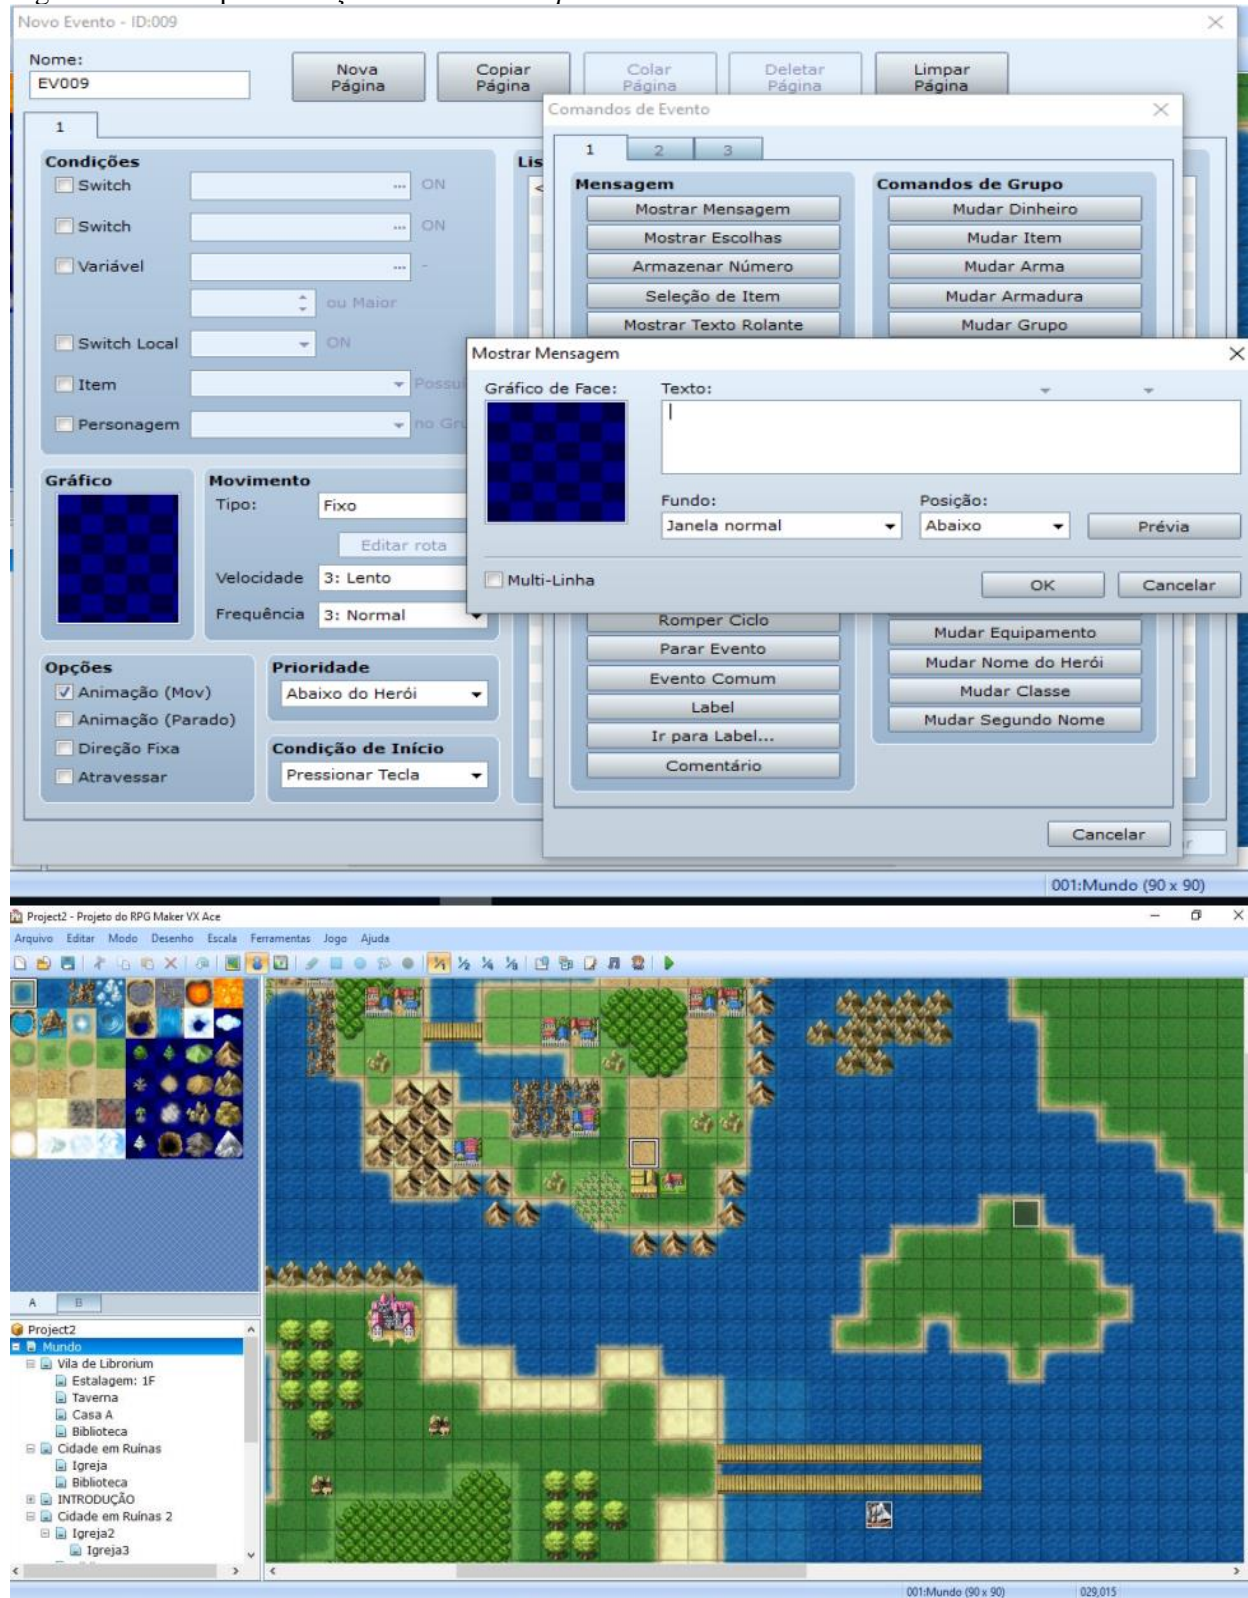 Novo Evento - ID:009
Nome:
EV009
Nova Página
Copiar Página
Colar Página
Deletar Página
Limpar Página
1
Condições
Switch ... ON
Switch ... ON
Variável ... -
ou Maior
Switch Local ON
Item
Personagem
Gráfico
Movimento
Tipo: Fixo
Editar rota
Velocidade 3: Lento
Frequência 3: Normal
Opções
Animação (Mov)
Animação (Parado)
Direção Fixa
Atravessar
Prioridade
Abaixo do Herói
Condição de Início
Pressionar Tecla
Comandos de Evento
1 2 3
Mensagem
Mostrar Mensagem
Mostrar Escolhas
Armazenar Número
Seleção de Item
Mostrar Texto Rolante
Comandos de Grupo
Mudar Dinheiro
Mudar Item
Mudar Arma
Mudar Armadura
Mudar Grupo
Mostrar Mensagem
Gráfico de Face:
Texto:
Fundo:
Janela normal
Posição:
Abaixo
Prévia
Multi-Linha
OK
Cancelar
Romper Ciclo
Parar Evento
Evento Comum
Label
Ir para Label...
Comentário
Mudar Equipamento
Mudar Nome do Herói
Mudar Classe
Mudar Segundo Nome
Cancelar
001:Mundo (90 x 90)
Project2 - Projeto do RPG Maker VX Ace
Arquivo Editar Modo Desenho Escala Ferramentas Jogo Ajuda
1/1 1/2 1/4 1/8
A B
Project2
Mundo
Vila de Librorium
Estalagem: 1F
Taverna
Casa A
Biblioteca
Cidade em Ruínas
Igreja
Biblioteca
INTRODUÇÃO
Cidade em Ruínas 2
Igreja2
Igreja3
001:Mundo (90 x 90) 029,015